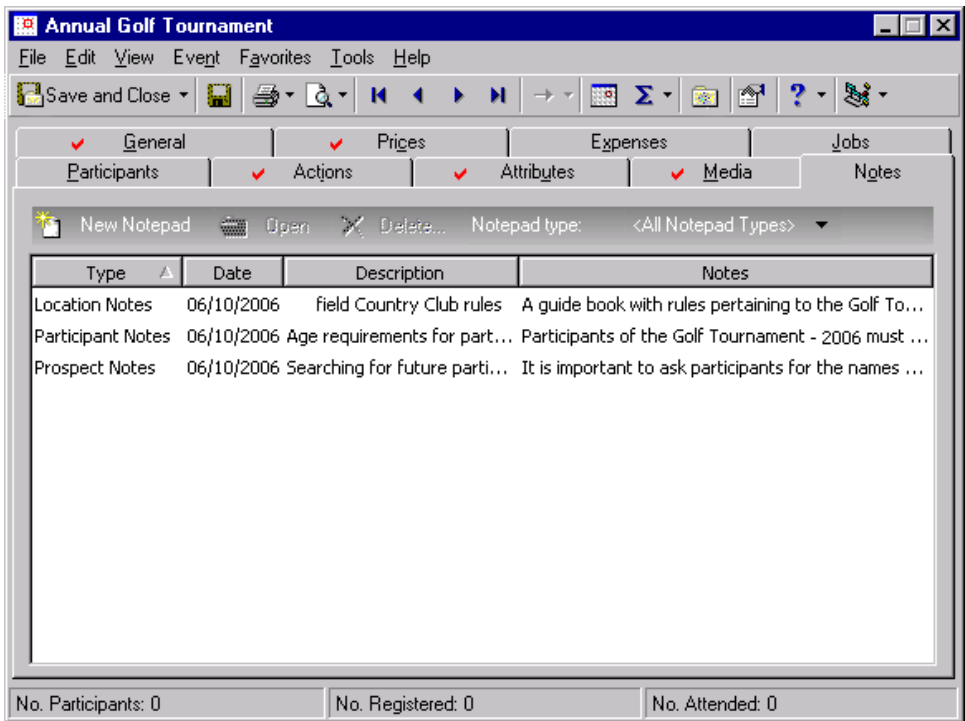 Annual Golf Tournament
File Edit View Event Favorites Tools Help
Save and Close
General Prices Expenses Jobs
Participants Actions Attributes Media Notes
New Notepad Open Delete... Notepad type: <All Notepad Types>
Type Date Description Notes
Location Notes 06/10/2006 field Country Club rules A guide book with rules pertaining to the Golf To...
Participant Notes 06/10/2006 Age requirements for part... Participants of the Golf Tournament - 2006 must ...
Prospect Notes 06/10/2006 Searching for future parti... It is important to ask participants for the names ...
No. Participants: 0 No. Registered: 0 No. Attended: 0